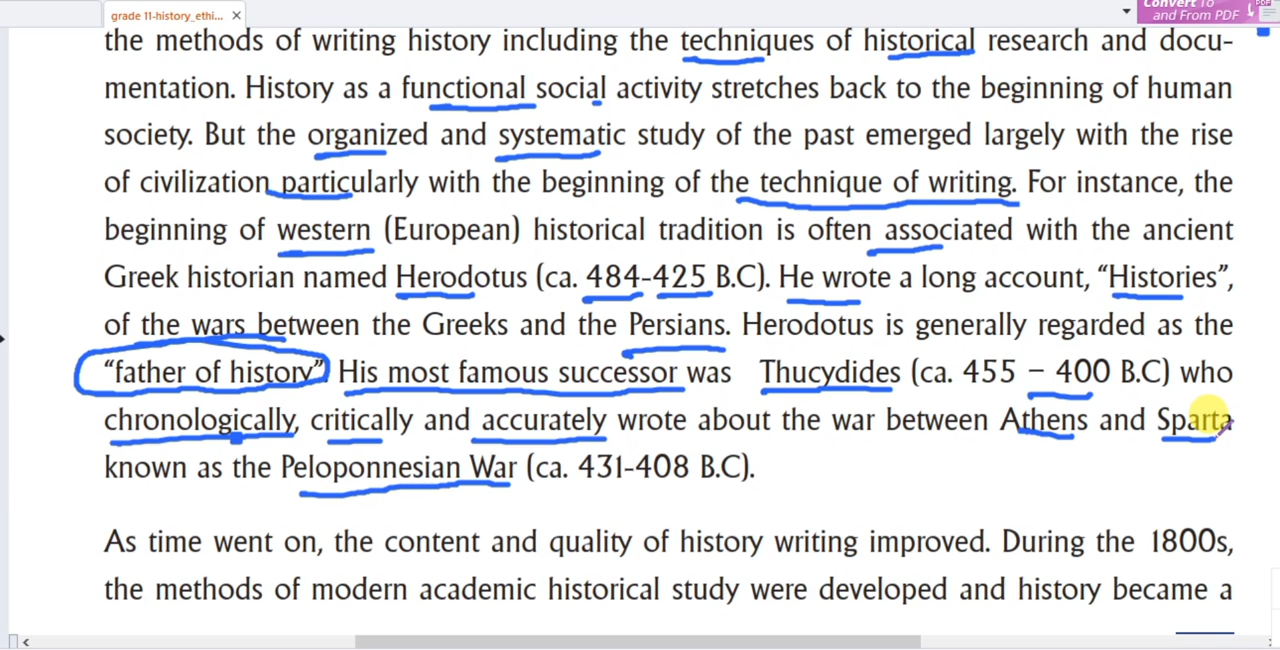 grade 11-history_ethi...
Convert To
and From PDF
PDF
the methods of writing history including the techniques of historical research and docu-
mentation. History as a functional social activity stretches back to the beginning of human
society. But the organized and systematic study of the past emerged largely with the rise
of civilization particularly with the beginning of the technique of writing. For instance, the
beginning of western (European) historical tradition is often associated with the ancient
Greek historian named Herodotus (ca. 484-425 B.C). He wrote a long account, “Histories”,
of the wars between the Greeks and the Persians. Herodotus is generally regarded as the
“father of history”. His most famous successor was Thucydides (ca. 455 – 400 B.C) who
chronologically, critically and accurately wrote about the war between Athens and Sparta
known as the Peloponnesian War (ca. 431-408 B.C).
As time went on, the content and quality of history writing improved. During the 1800s,
the methods of modern academic historical study were developed and history became a